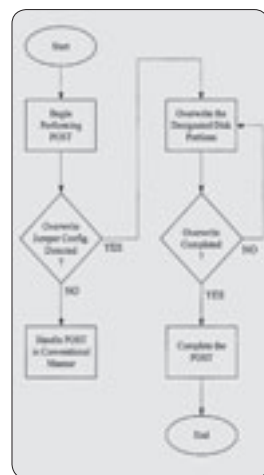 Start
Begin
Performing
POST
Overwrite
Jumper Config.
Detected
?
YES
NO
Handle POST
in Conventional
Manner
Overwrite the
Designated Disk
Portions
Overwrite
Completed
?
NO
YES
Complete the
POST
End